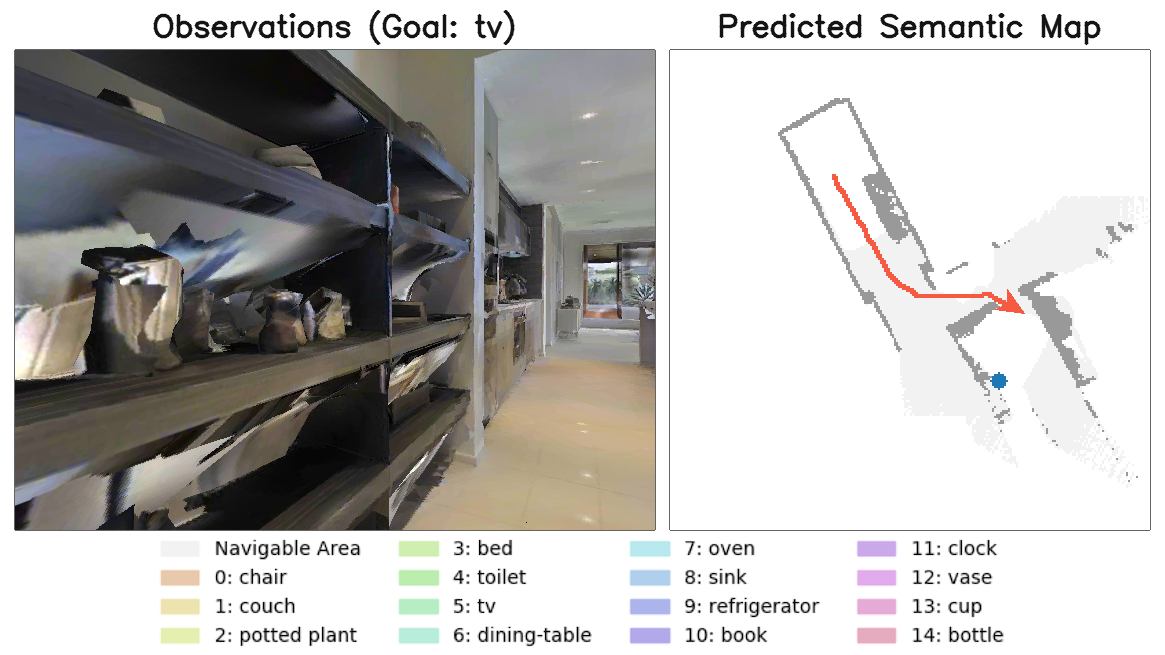 Observations (Goal: tv)
Predicted Semantic Map
Navigable Area
0: chair
1: couch
2: potted plant
3: bed
4: toilet
5: tv
6: dining-table
7: oven
8: sink
9: refrigerator
10: book
11: clock
12: vase
13: cup
14: bottle